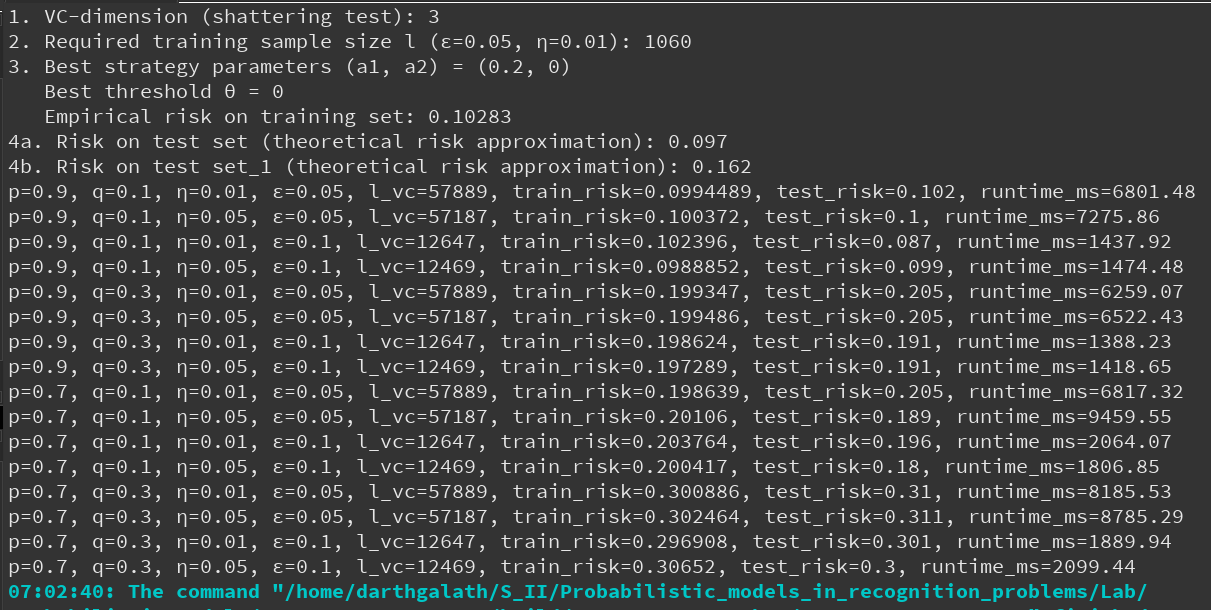 1. VC-dimension (shattering test): 3
2. Required training sample size l (ε=0.05, η=0.01): 1060
3. Best strategy parameters (a1, a2) = (0.2, 0)
Best threshold θ = 0
Empirical risk on training set: 0.10283
4a. Risk on test set (theoretical risk approximation): 0.097
4b. Risk on test set_1 (theoretical risk approximation): 0.162
p=0.9, q=0.1, η=0.01, ε=0.05, l_vc=57889, train_risk=0.0994489, test_risk=0.102, runtime_ms=6801.48
p=0.9, q=0.1, η=0.05, ε=0.05, l_vc=57187, train_risk=0.100372, test_risk=0.1, runtime_ms=7275.86
p=0.9, q=0.1, η=0.01, ε=0.1, l_vc=12647, train_risk=0.102396, test_risk=0.087, runtime_ms=1437.92
p=0.9, q=0.1, η=0.05, ε=0.1, l_vc=12469, train_risk=0.0988852, test_risk=0.099, runtime_ms=1474.48
p=0.9, q=0.3, η=0.01, ε=0.05, l_vc=57889, train_risk=0.199347, test_risk=0.205, runtime_ms=6259.07
p=0.9, q=0.3, η=0.05, ε=0.05, l_vc=57187, train_risk=0.199486, test_risk=0.205, runtime_ms=6522.43
p=0.9, q=0.3, η=0.01, ε=0.1, l_vc=12647, train_risk=0.198624, test_risk=0.191, runtime_ms=1388.23
p=0.9, q=0.3, η=0.05, ε=0.1, l_vc=12469, train_risk=0.197289, test_risk=0.191, runtime_ms=1418.65
p=0.7, q=0.1, η=0.01, ε=0.05, l_vc=57889, train_risk=0.198639, test_risk=0.205, runtime_ms=6817.32
p=0.7, q=0.1, η=0.05, ε=0.05, l_vc=57187, train_risk=0.20106, test_risk=0.189, runtime_ms=9459.55
p=0.7, q=0.1, η=0.01, ε=0.1, l_vc=12647, train_risk=0.203764, test_risk=0.196, runtime_ms=2064.07
p=0.7, q=0.1, η=0.05, ε=0.1, l_vc=12469, train_risk=0.200417, test_risk=0.18, runtime_ms=1806.85
p=0.7, q=0.3, η=0.01, ε=0.05, l_vc=57889, train_risk=0.300886, test_risk=0.31, runtime_ms=8185.53
p=0.7, q=0.3, η=0.05, ε=0.05, l_vc=57187, train_risk=0.302464, test_risk=0.311, runtime_ms=8785.29
p=0.7, q=0.3, η=0.01, ε=0.1, l_vc=12647, train_risk=0.296908, test_risk=0.301, runtime_ms=1889.94
p=0.7, q=0.3, η=0.05, ε=0.1, l_vc=12469, train_risk=0.30652, test_risk=0.3, runtime_ms=2099.44
07:02:40: The command "/home/darthgalath/S_II/Probabilistic_models_in_recognition_problems/Lab/